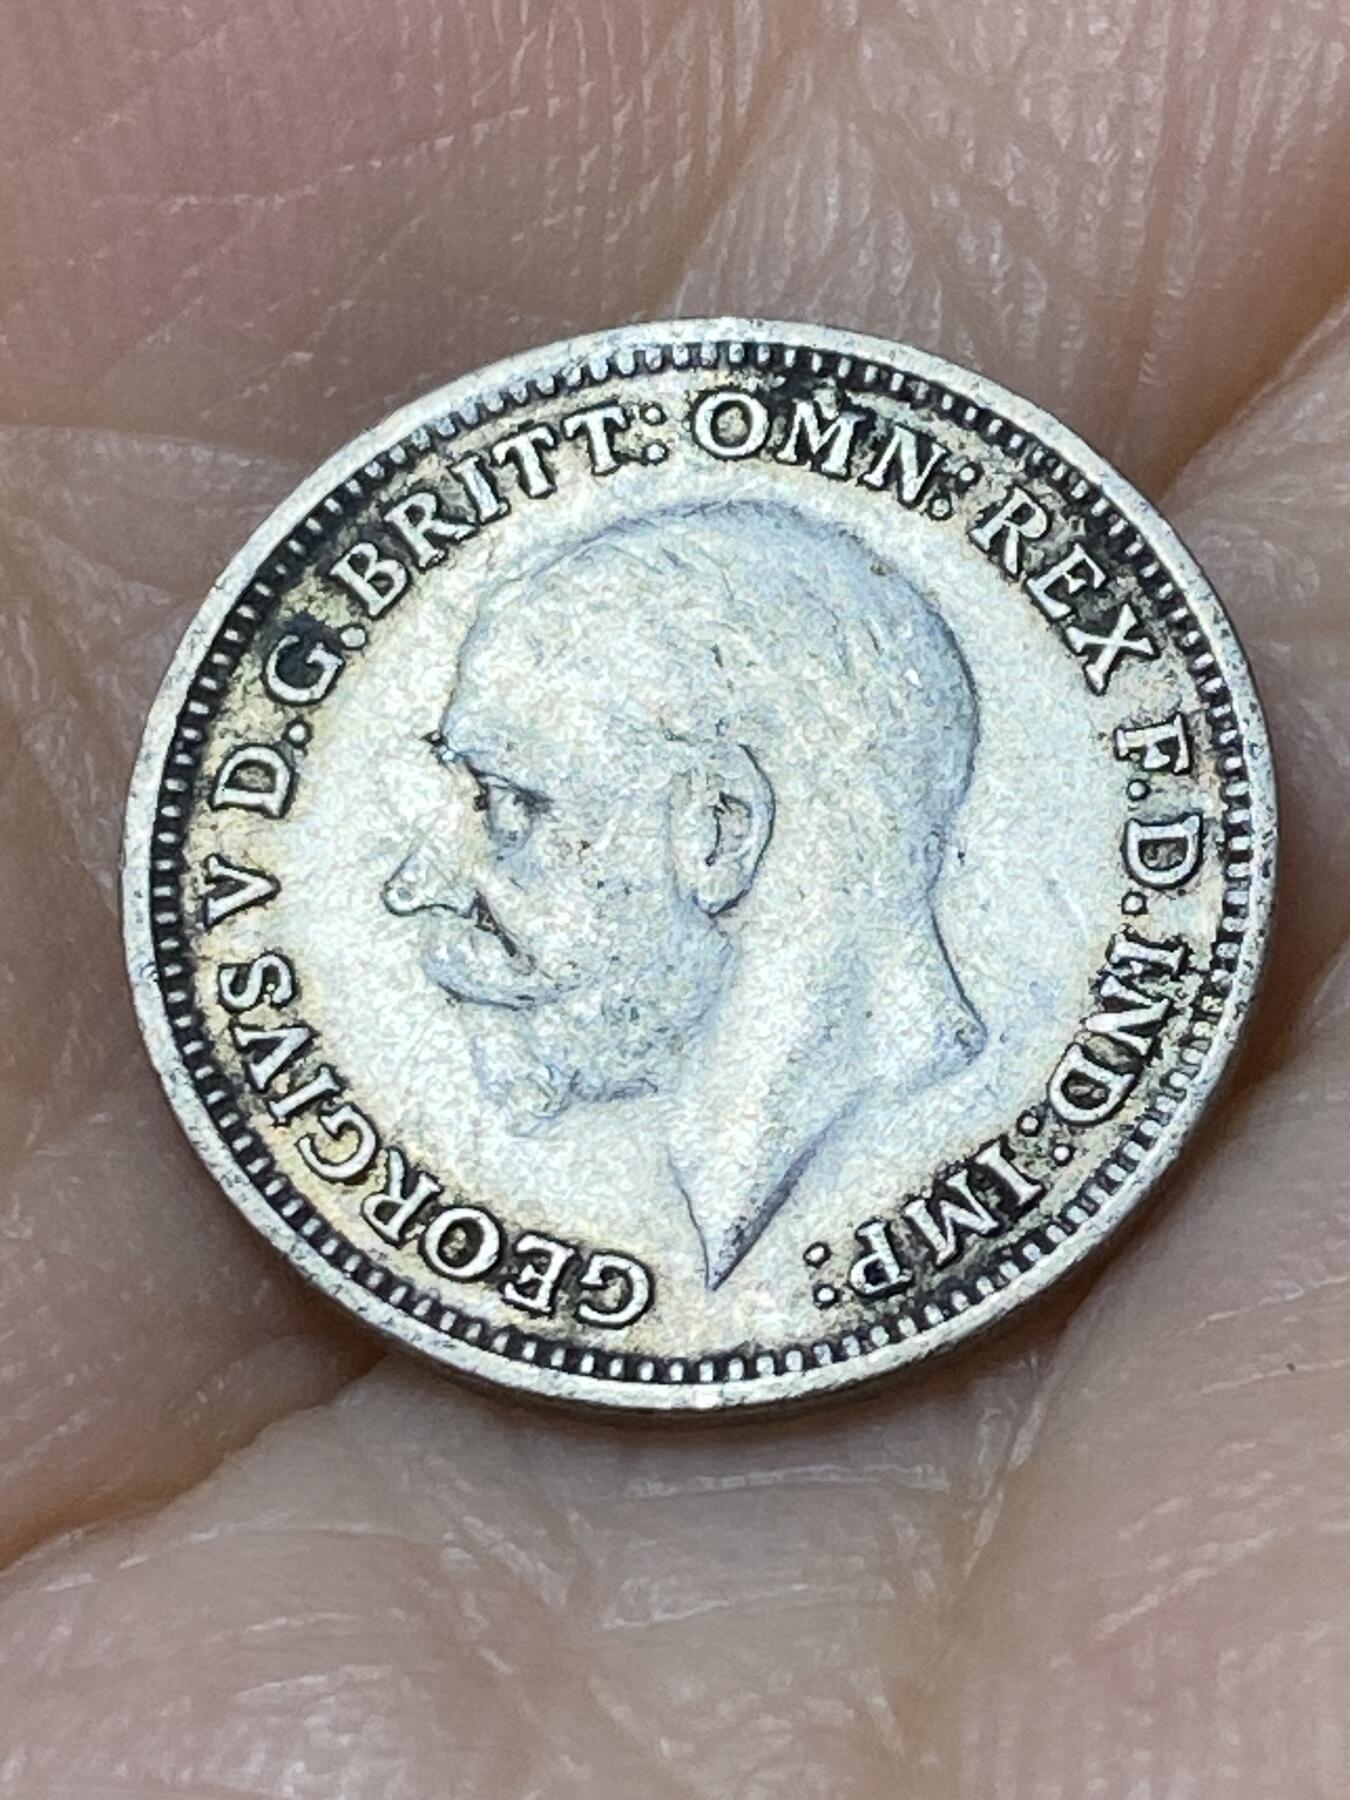 GEORGIVS V D.G.BRITT: OMN: REX F.D.IND:IMP: